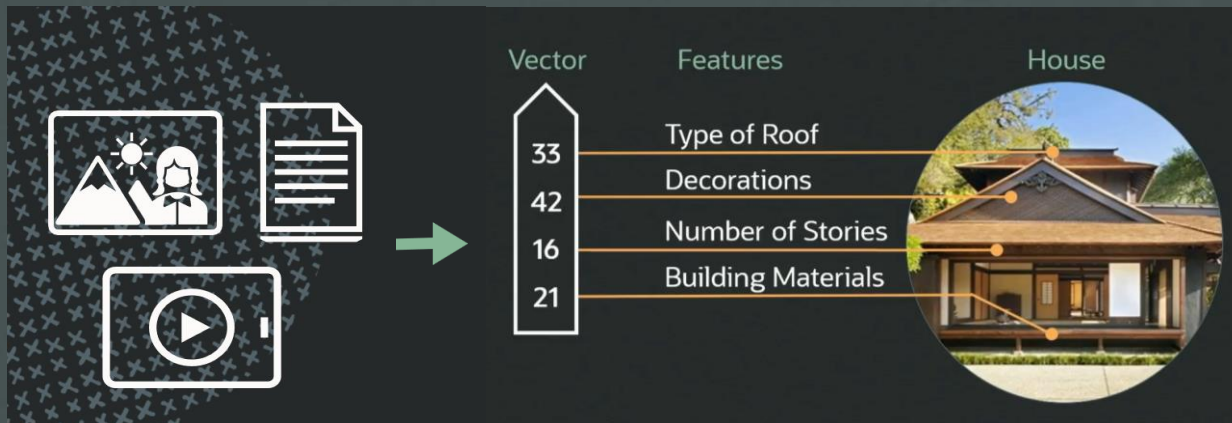 Vector Features House
33 Type of Roof
42 Decorations
16 Number of Stories
21 Building Materials